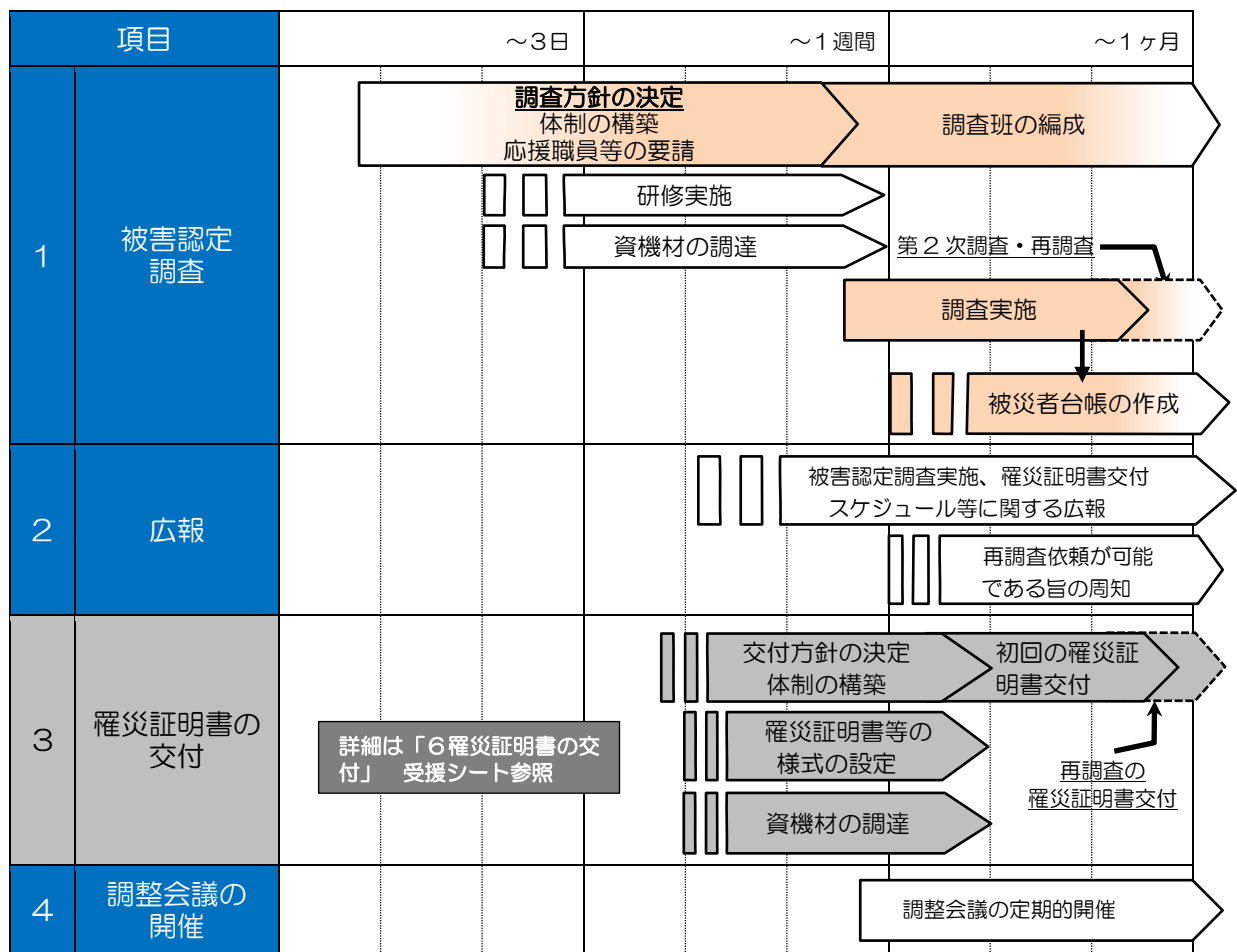 項目
～3日
～1週間
～1ヶ月
1
被害認定
調査
調査方針の決定
体制の構築
応援職員等の要請
調査班の編成
研修実施
資機材の調達
第2次調査・再調査
調査実施
被災者台帳の作成
2
広報
被害認定調査実施、罹災証明書交付
スケジュール等に関する広報
再調査依頼が可能
である旨の周知
3
罹災証明書の
交付
交付方針の決定
体制の構築
初回の罹災証
明書交付
詳細は「6罹災証明書の交
付」　受援シート参照
罹災証明書等の
様式の設定
再調査の
罹災証明書交付
資機材の調達
4
調整会議の
開催
調整会議の定期的開催